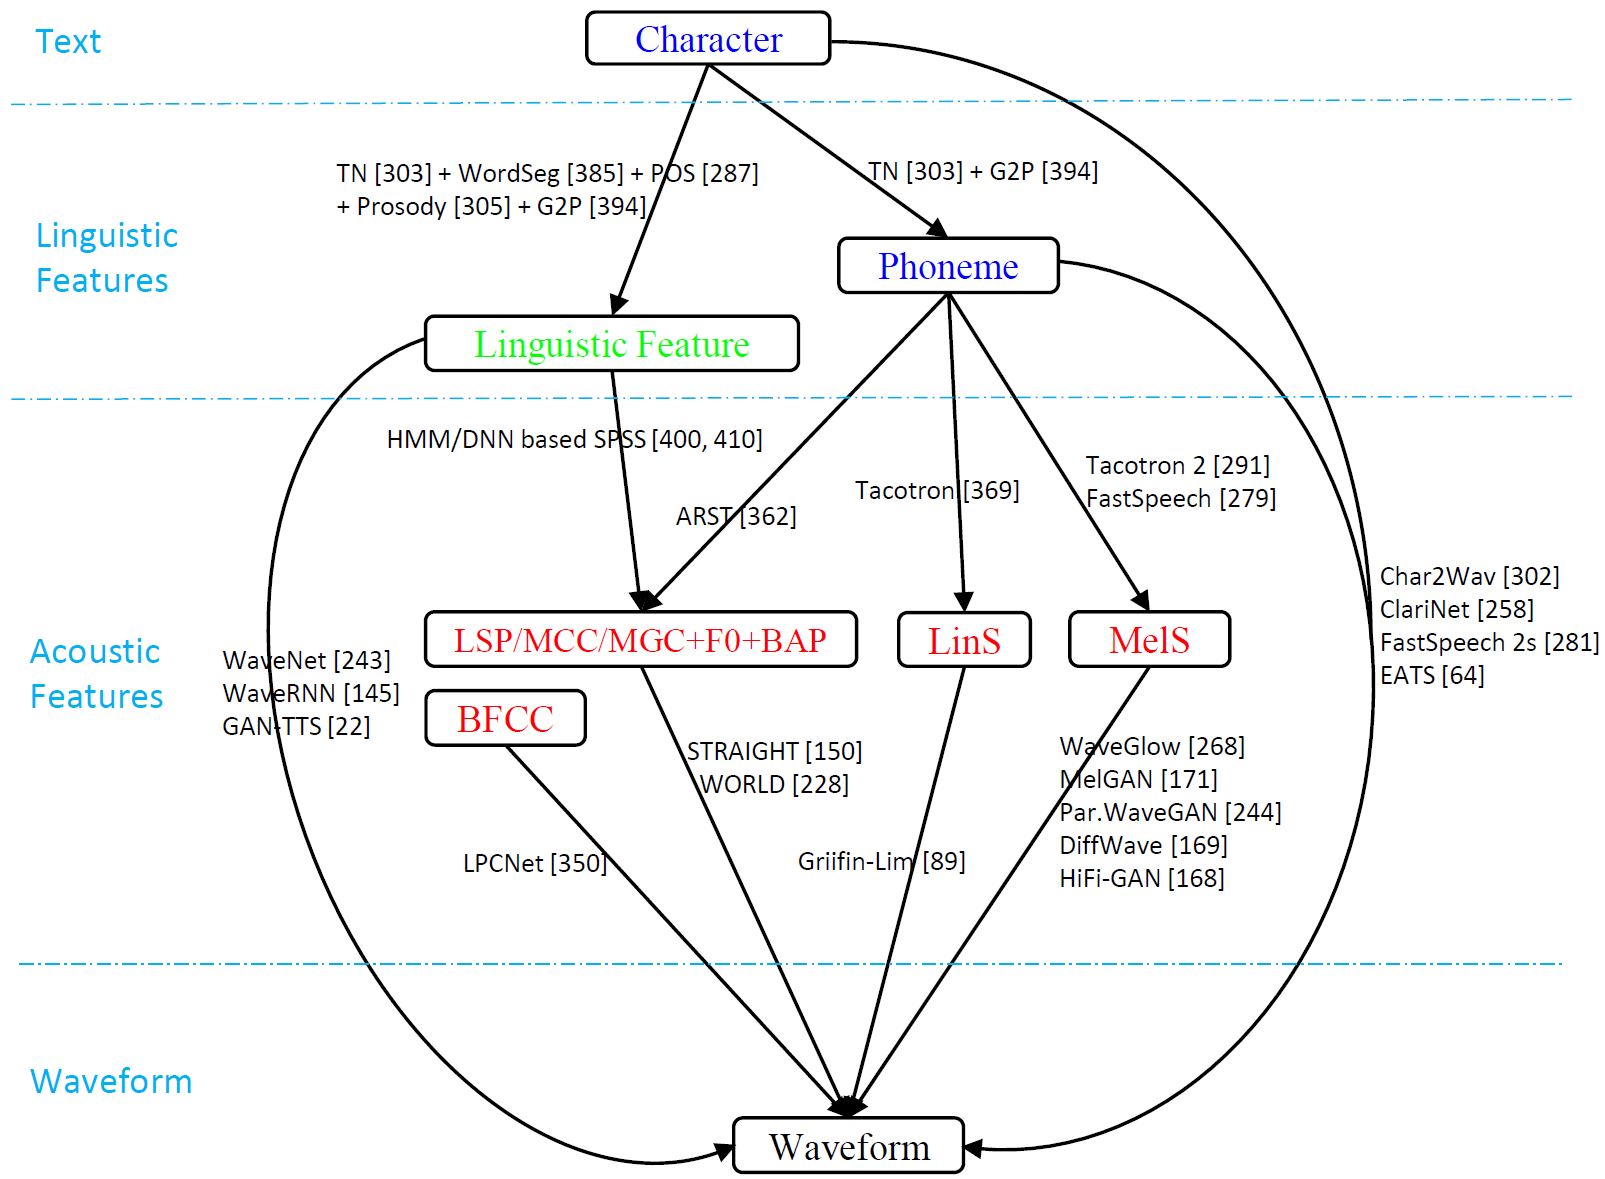 Text
Character
TN [303] + WordSeg [385] + POS [287]
+ Prosody [305] + G2P [394]
TN [303] + G2P [394]
Linguistic
Features
Phoneme
Linguistic Feature
HMM/DNN based SPSS [400, 410]
ARST [362]
Tacotron [369]
Tacotron 2 [291]
FastSpeech [279]
Char2Wav [302]
ClariNet [258]
FastSpeech 2s [281]
EATS [64]
Acoustic
Features
LSP/MCC/MGC+F0+BAP
LinS
MelS
WaveNet [243]
WaveRNN [145]
GAN-TTS [22]
BFCC
STRAIGHT [150]
WORLD [228]
WaveGlow [268]
MelGAN [171]
Par.WaveGAN [244]
DiffWave [169]
HiFi-GAN [168]
LPCNet [350]
Griifin-Lim [89]
Waveform
Waveform